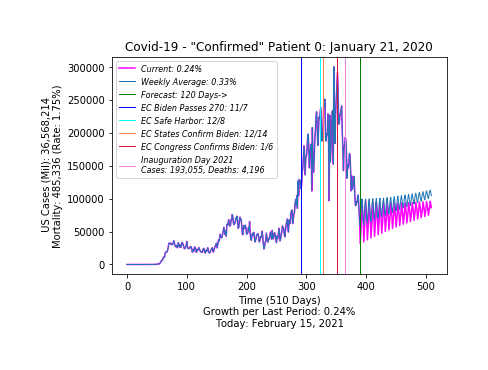 Covid-19 - "Confirmed" Patient 0: January 21, 2020
US Cases (Mil): 36,568,214
Mortality: 485,336 (Rate: 1.75%)
300000
250000
200000
150000
100000
50000
0
Current: 0.24%
Weekly Average: 0.33%
Forecast: 120 Days->
EC Biden Passes 270: 11/7
EC Safe Harbor: 12/8
EC States Confirm Biden: 12/14
EC Congress Confirms Biden: 1/6
Inauguration Day 2021
Cases: 193,055, Deaths: 4,196
0 100 200 300 400 500
Time (510 Days)
Growth per Last Period: 0.24%
Today: February 15, 2021